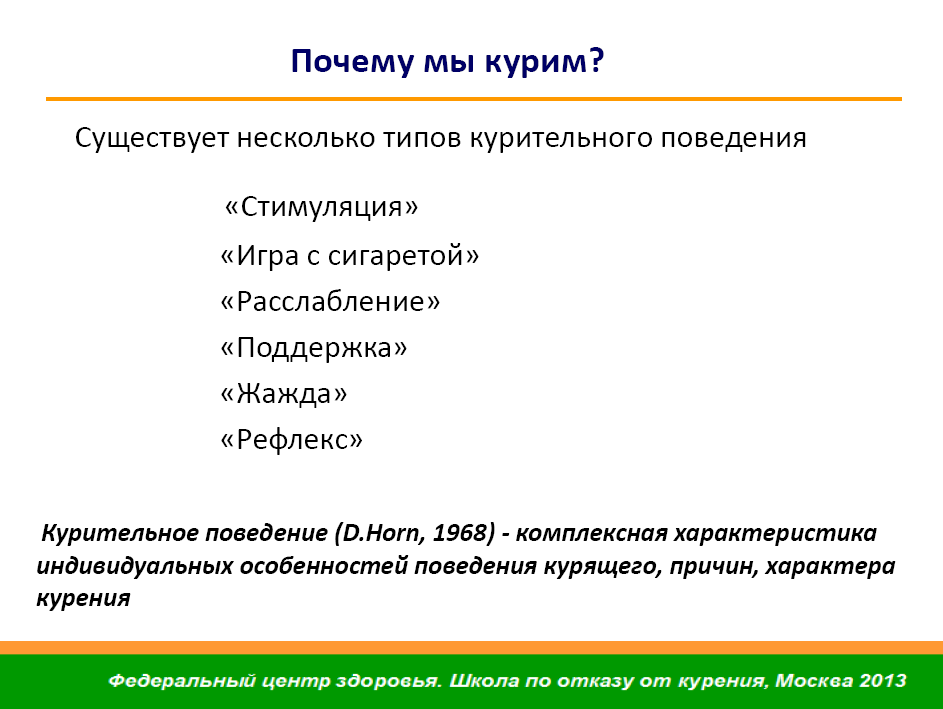 Почему мы курим?
Существует несколько типов курительного поведения
«Стимуляция»
«Игра с сигаретой»
«Расслабление»
«Поддержка»
«Жажда»
«Рефлекс»
Курительное поведение (D.Horn, 1968) - комплексная характеристика
индивидуальных особенностей поведения курящего, причин, характера
курения
Федеральный центр здоровья. Школа по отказу от курения, Москва 2013